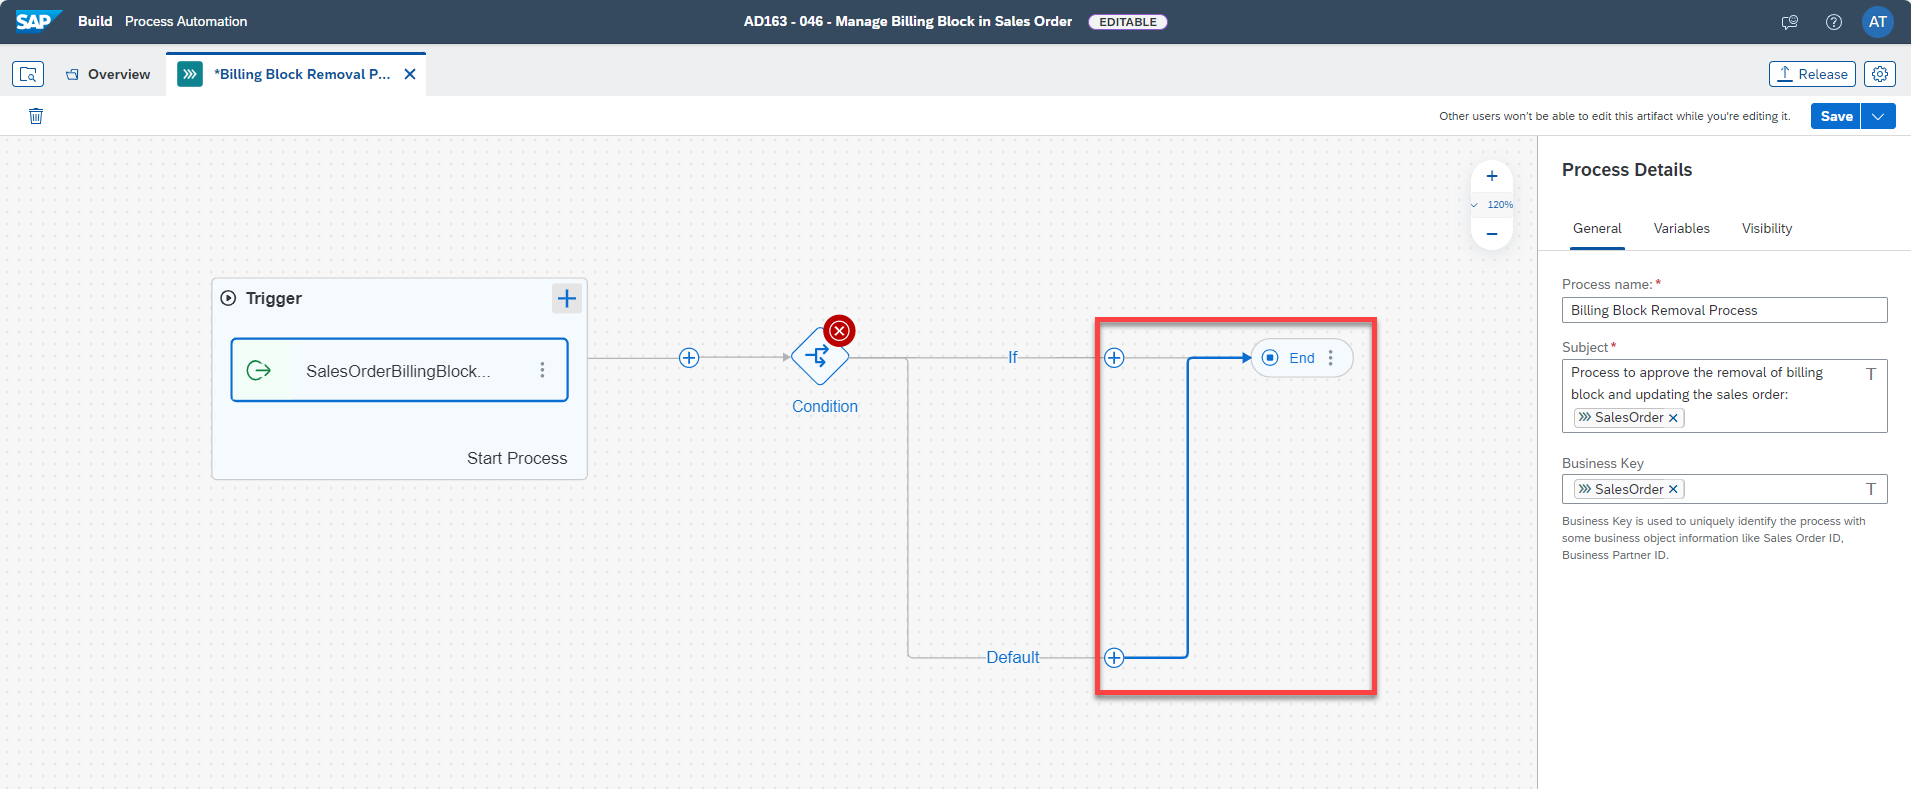 SAP Build Process Automation
AD163 - 046 - Manage Billing Block in Sales Order EDITABLE
AT
Overview
*Billing Block Removal P...
Release
Other users won't be able to edit this artifact while you're editing it.
Save
120%
Trigger
SalesOrderBillingBlock...
Start Process
Condition
If
End
Default
Process Details
General Variables Visibility
Process name: *
Billing Block Removal Process
Subject *
Process to approve the removal of billing
block and updating the sales order:
SalesOrder
T
Business Key
SalesOrder
T
Business Key is used to uniquely identify the process with
some business object information like Sales Order ID,
Business Partner ID.